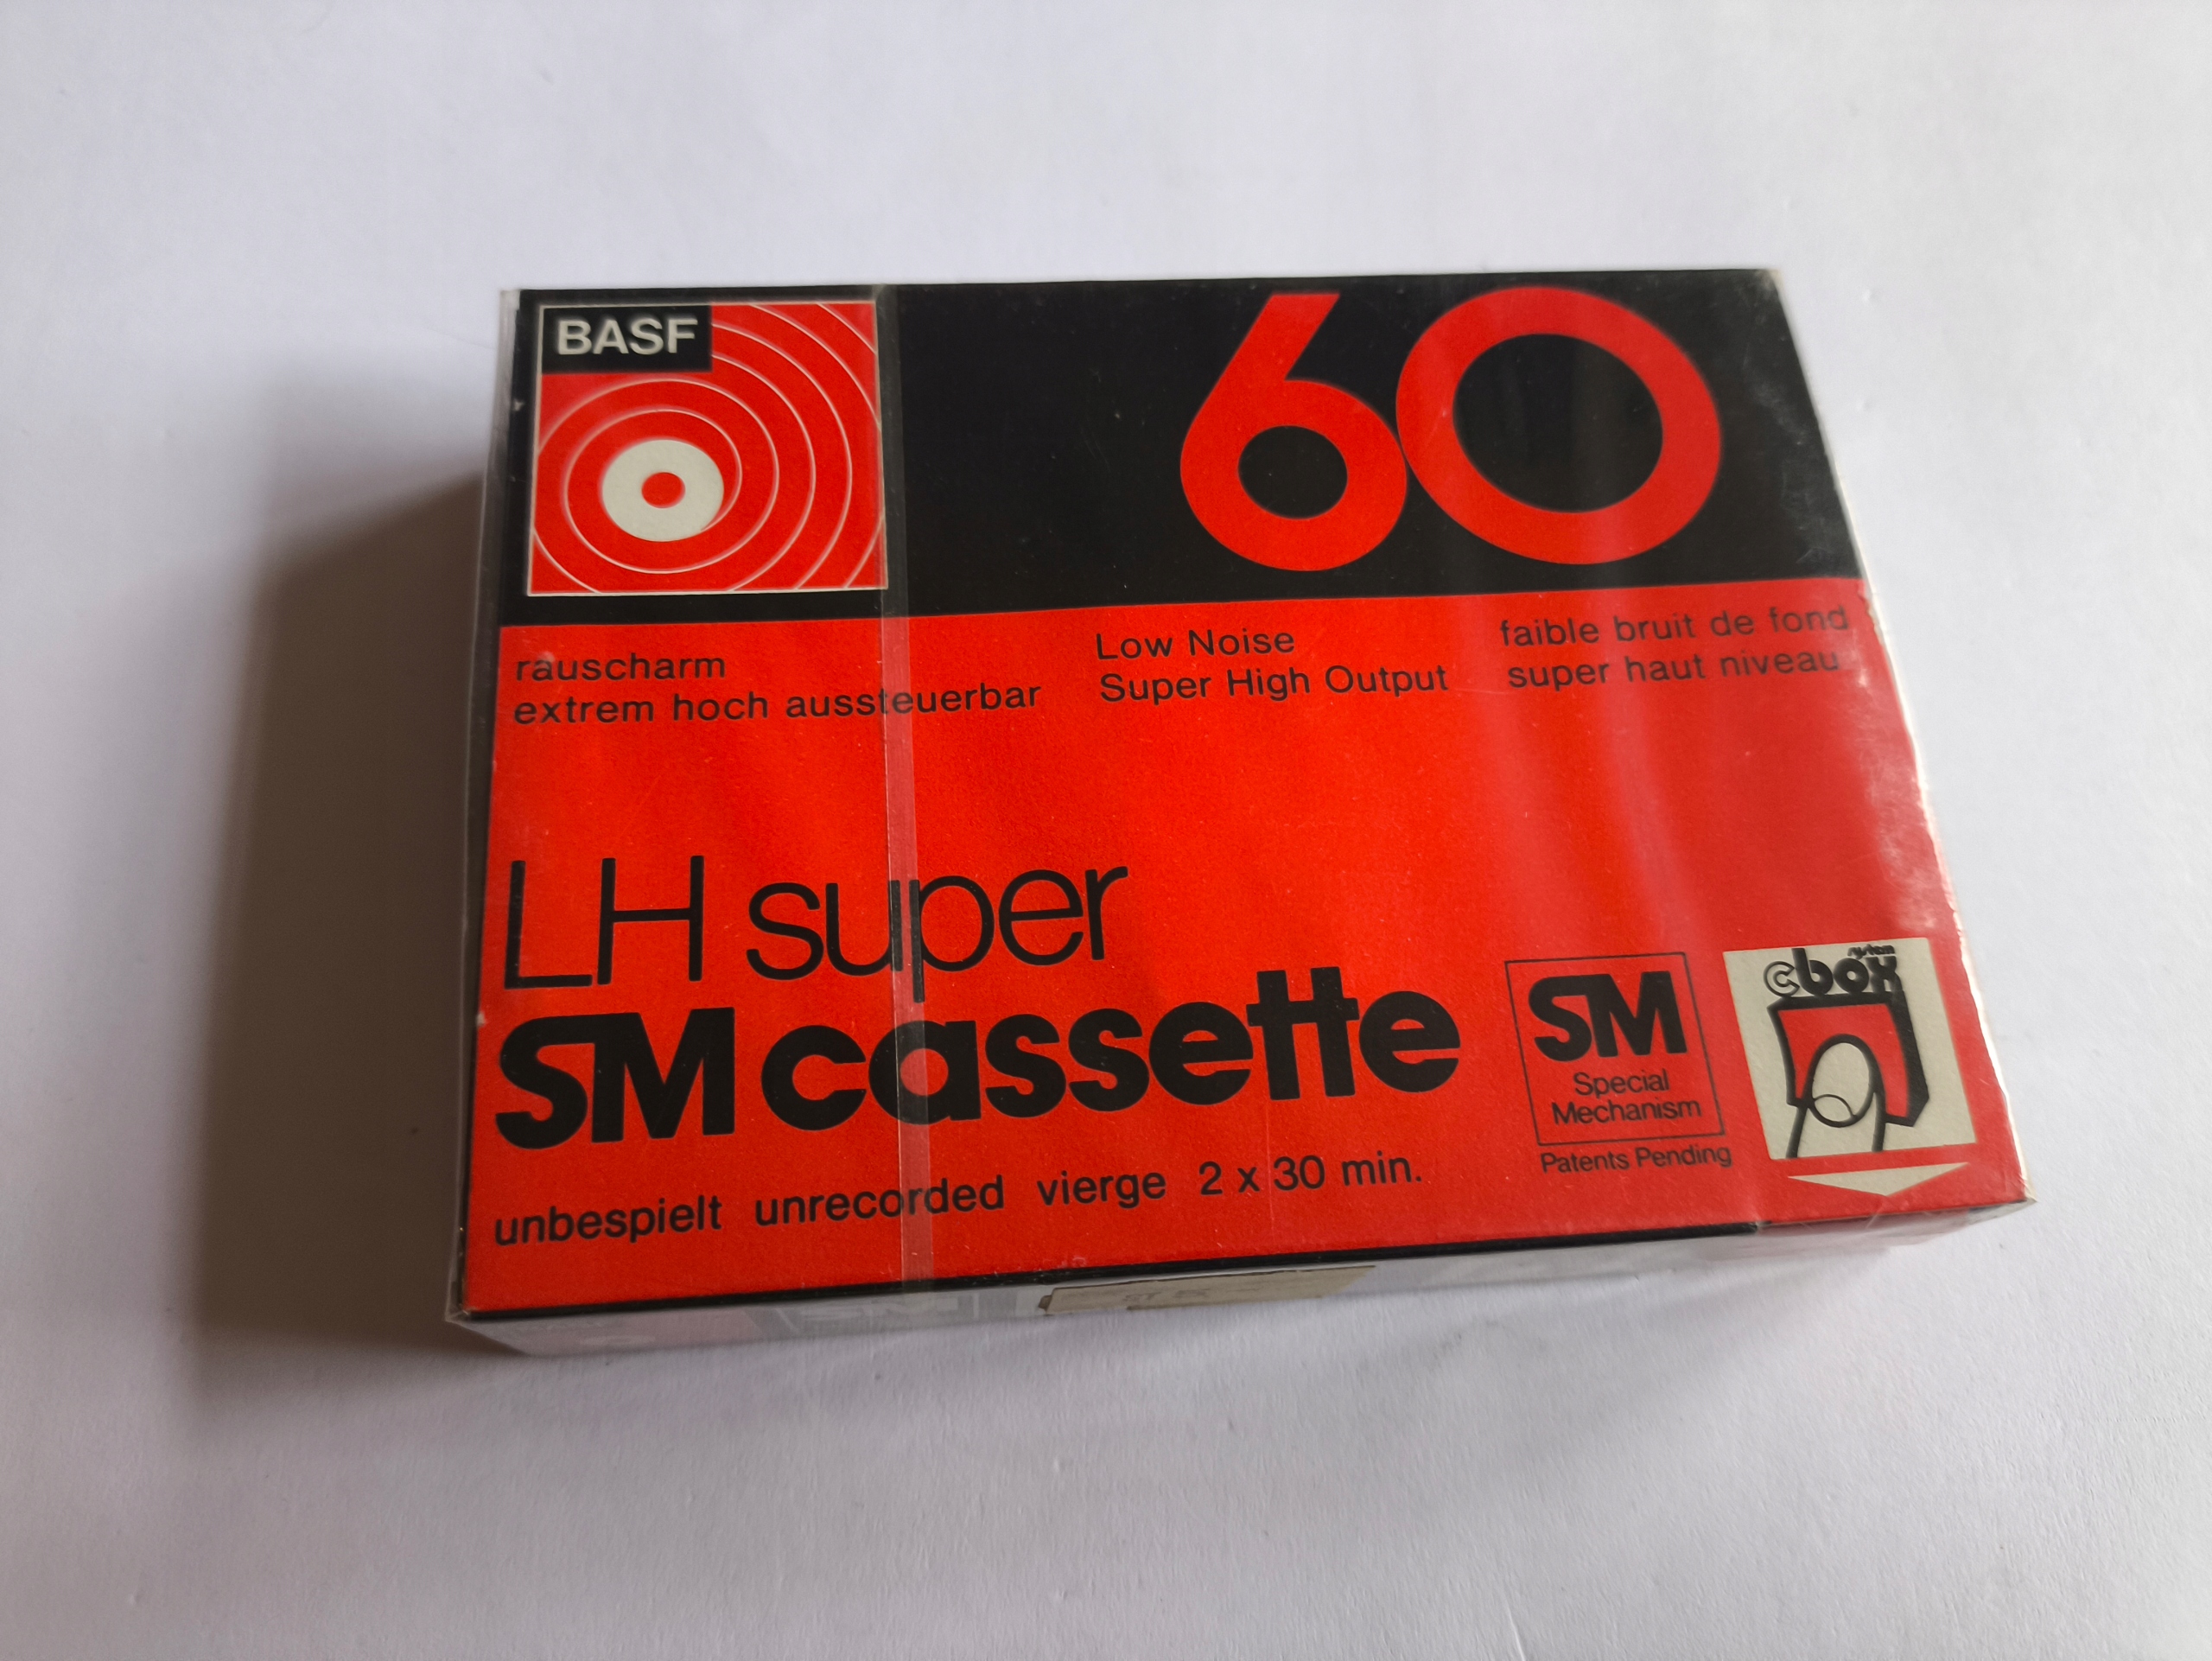 BASF
60
rauscharm
extrem hoch aussteuerbar
Low Noise
Super High Output
faible bruit de fond
super haut niveau
LH super
SM cassette
unbespielt unrecorded vierge 2 x 30 min.
SM
Special
Mechanism
Patents Pending
system
cbox